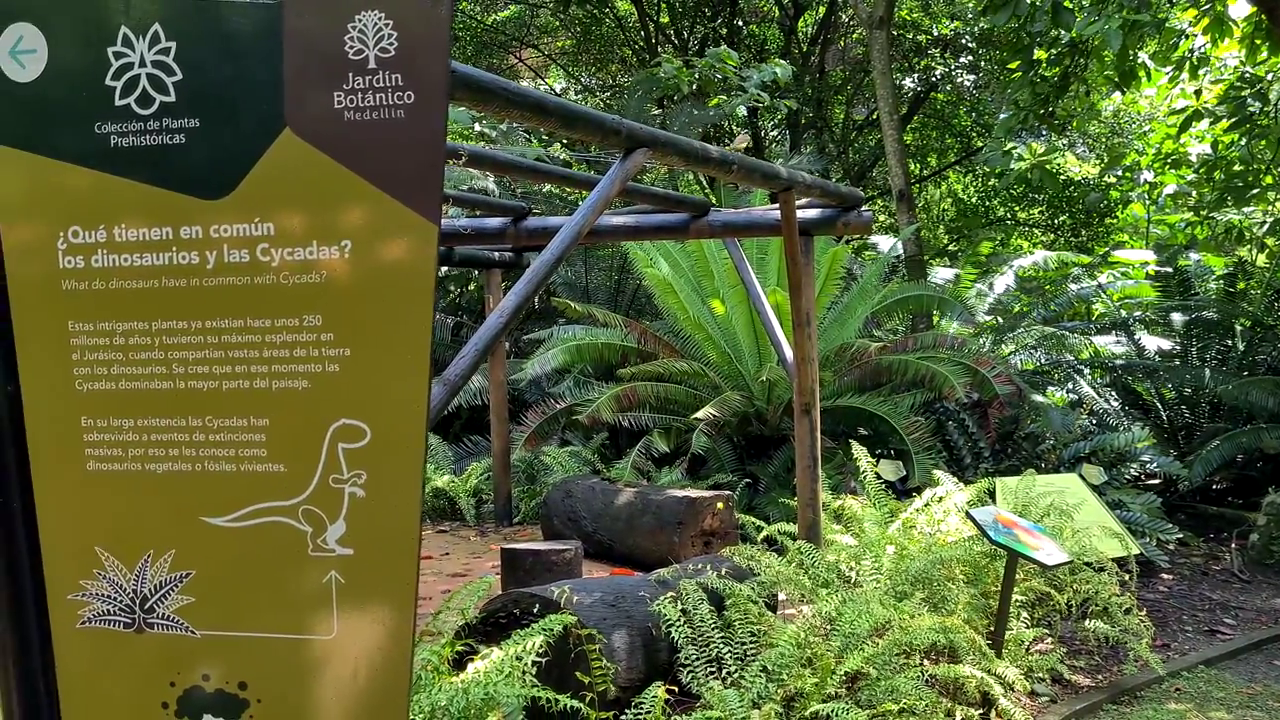 Colección de Plantas
Prehistóricas
Jardín
Botánico
Medellín
¿Qué tienen en común
los dinosaurios y las Cycadas?
What do dinosaurs have in common with Cycads?
Estas intrigantes plantas ya existian hace unos 250
millones de años y tuvieron su máximo esplendor en
el Jurásico, cuando compartían vastas áreas de la tierra
con los dinosaurios. Se cree que en ese momento las
Cycadas dominaban la mayor parte del paisaje.
En su larga existencia las Cycadas han
sobrevivido a eventos de extinciones
masivas, por eso se les conoce como
dinosaurios vegetales o fósiles vivientes.